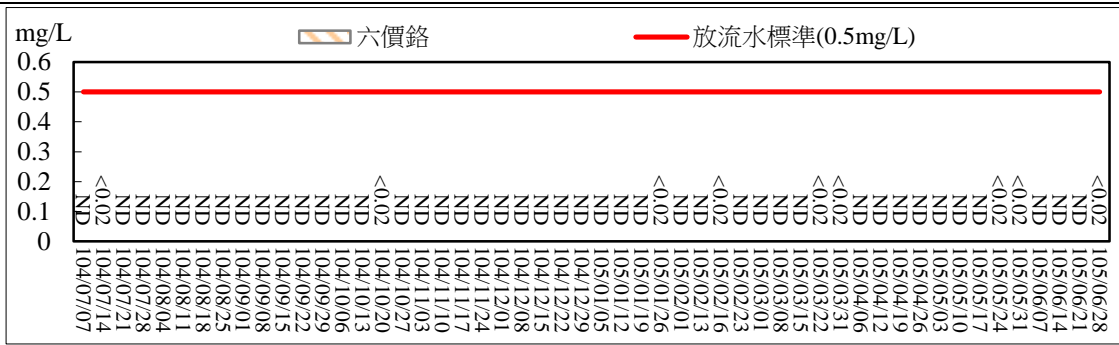 mg/L
六價鉻
放流水標準(0.5mg/L)
0.6
0.5
0.4
0.3
0.2
0.1
0
ND
<0.02
ND
ND
ND
ND
ND
ND
ND
ND
ND
ND
ND
ND
ND
<0.02
ND
ND
ND
ND
ND
ND
ND
ND
ND
ND
ND
ND
ND
<0.02
ND
ND
<0.02
ND
ND
ND
ND
<0.02
<0.02
ND
ND
ND
ND
ND
ND
ND
<0.02
<0.02
ND
ND
ND
<0.02
104/07/07
104/07/14
104/07/21
104/07/28
104/08/04
104/08/11
104/08/18
104/08/25
104/09/01
104/09/08
104/09/15
104/09/22
104/09/29
104/10/06
104/10/13
104/10/20
104/10/27
104/11/03
104/11/10
104/11/17
104/11/24
104/12/01
104/12/08
104/12/15
104/12/22
104/12/29
105/01/05
105/01/12
105/01/19
105/01/26
105/02/01
105/02/13
105/02/16
105/02/23
105/03/01
105/03/08
105/03/15
105/03/22
105/03/31
105/04/06
105/04/12
105/04/19
105/04/26
105/05/03
105/05/10
105/05/17
105/05/24
105/05/31
105/06/07
105/06/14
105/06/21
105/06/28